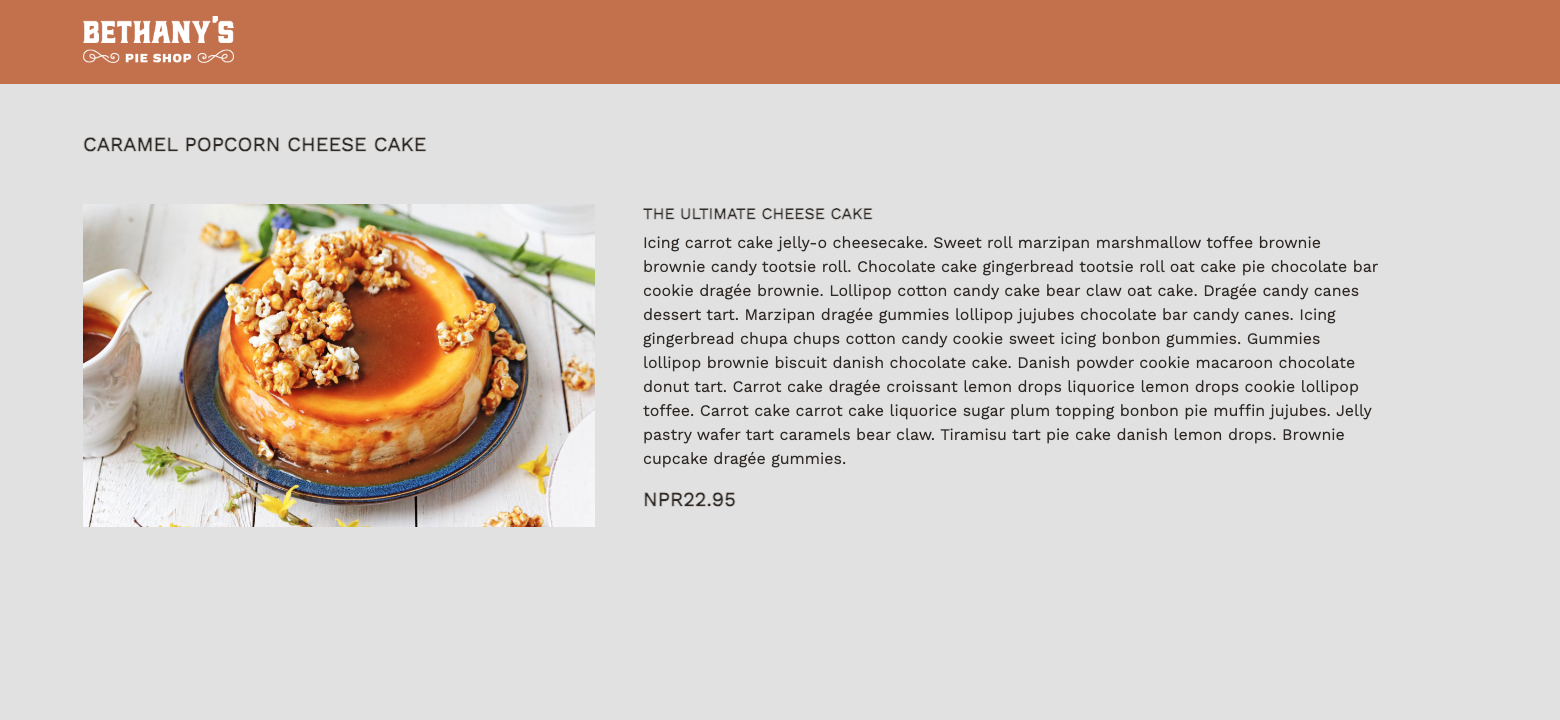 BETHANY'S
PIE SHOP
CARAMEL POPCORN CHEESE CAKE
THE ULTIMATE CHEESE CAKE
Icing carrot cake jelly-o cheesecake. Sweet roll marzipan marshmallow toffee brownie
brownie candy tootsie roll. Chocolate cake gingerbread tootsie roll oat cake pie chocolate bar
cookie dragée brownie. Lollipop cotton candy cake bear claw oat cake. Dragée candy canes
dessert tart. Marzipan dragée gummies lollipop jujubes chocolate bar candy canes. Icing
gingerbread chupa chups cotton candy cookie sweet icing bonbon gummies. Gummies
lollipop brownie biscuit danish chocolate cake. Danish powder cookie macaroon chocolate
donut tart. Carrot cake dragée croissant lemon drops liquorice lemon drops cookie lollipop
toffee. Carrot cake carrot cake liquorice sugar plum topping bonbon pie muffin jujubes. Jelly
pastry wafer tart caramels bear claw. Tiramisu tart pie cake danish lemon drops. Brownie
cupcake dragée gummies.
NPR22.95